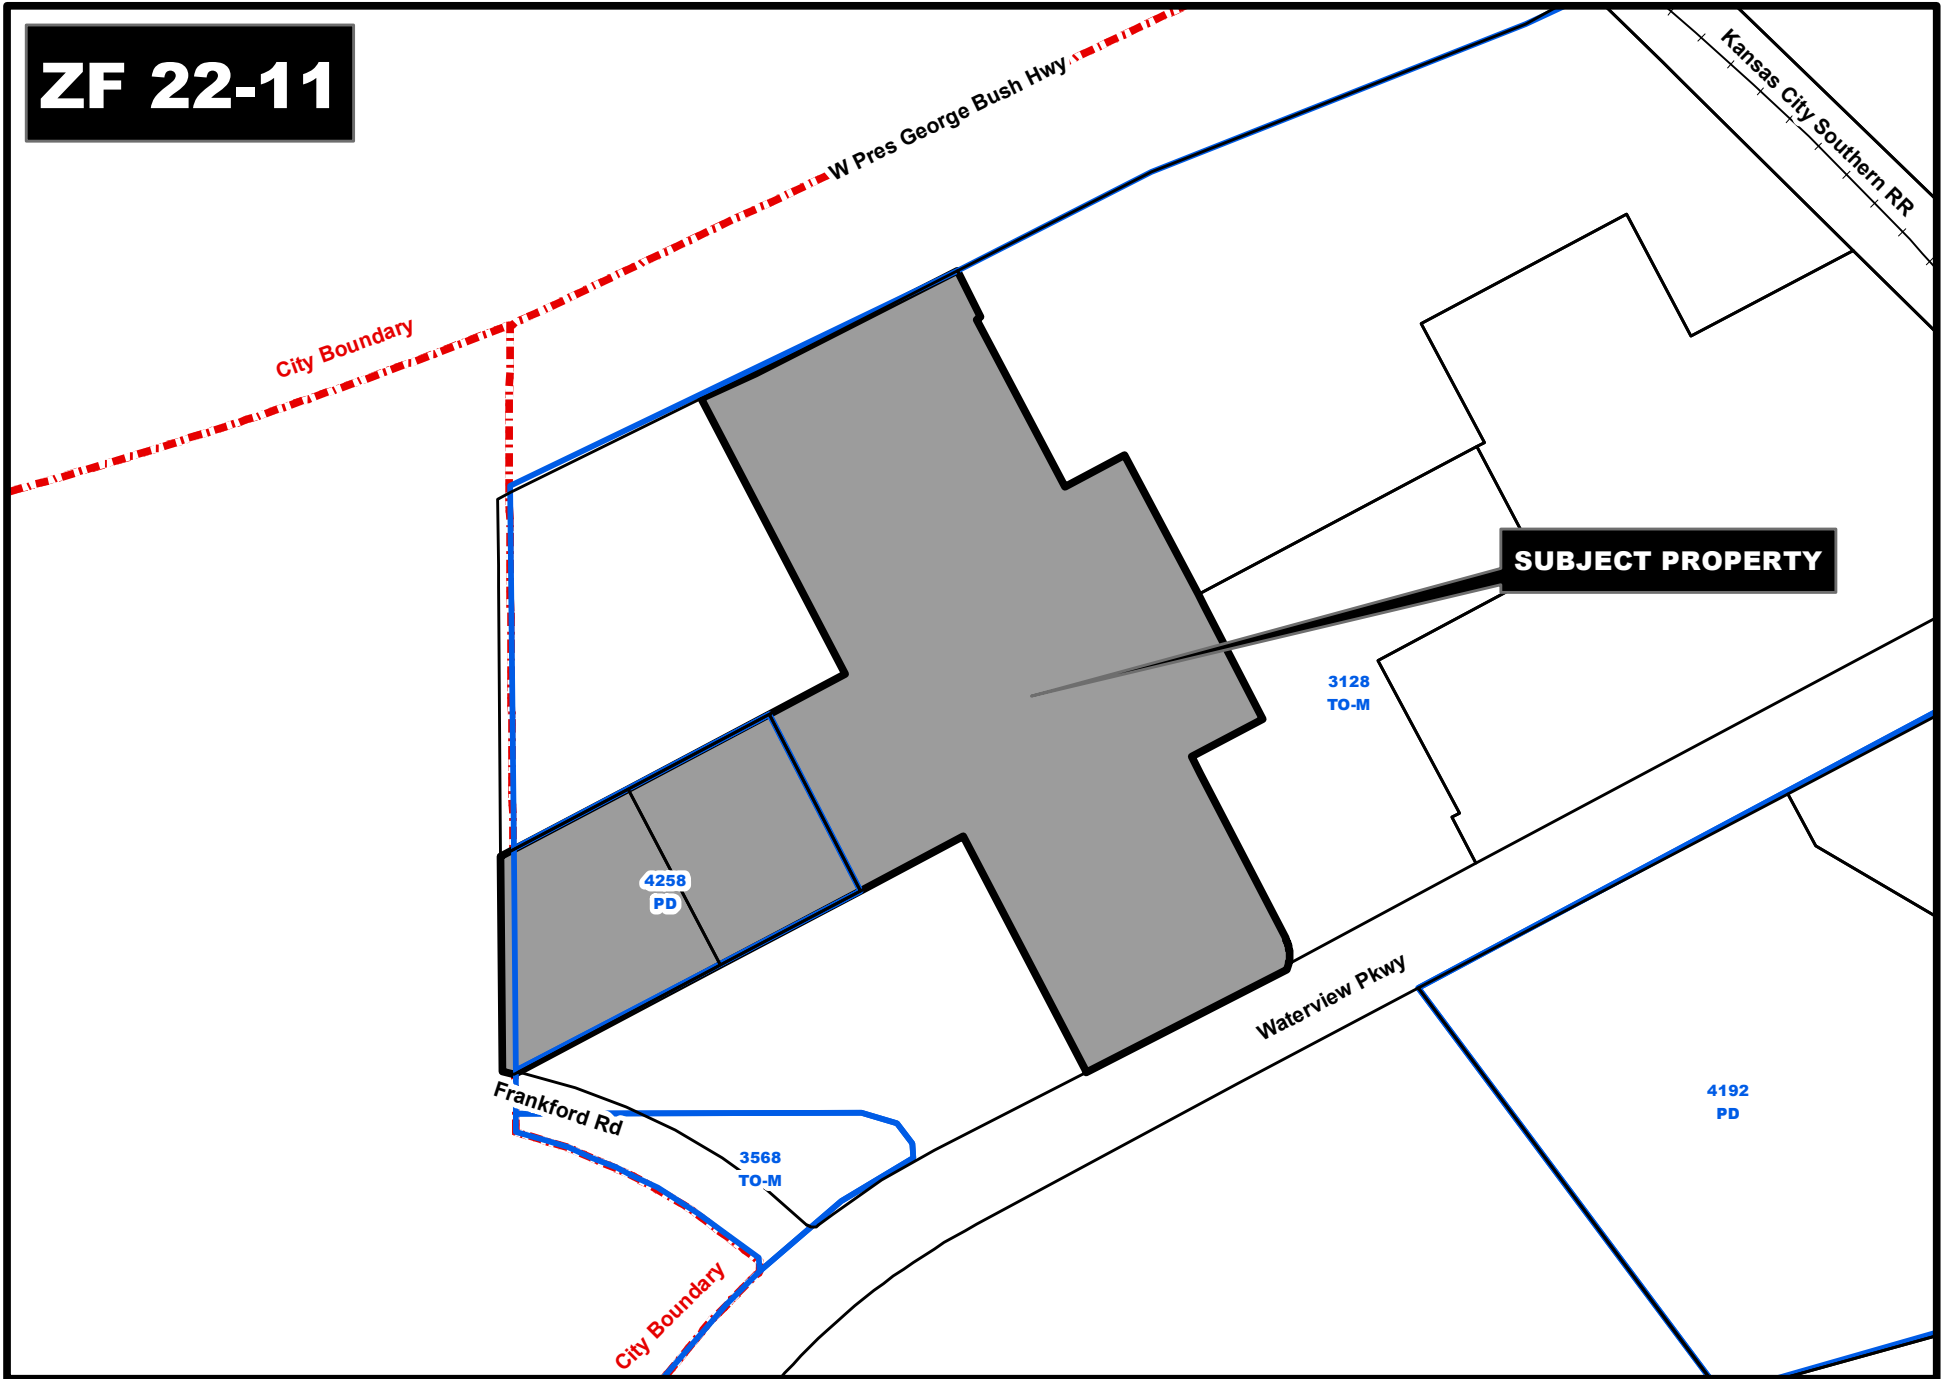 ZF 22-11
W Pres George Bush Hwy
Kansas City Southern RR
City Boundary
SUBJECT PROPERTY
3128
TO-M
4258
PD
Waterview Pkwy
Frankford Rd
4192
PD
3568
TO-M
City Boundary